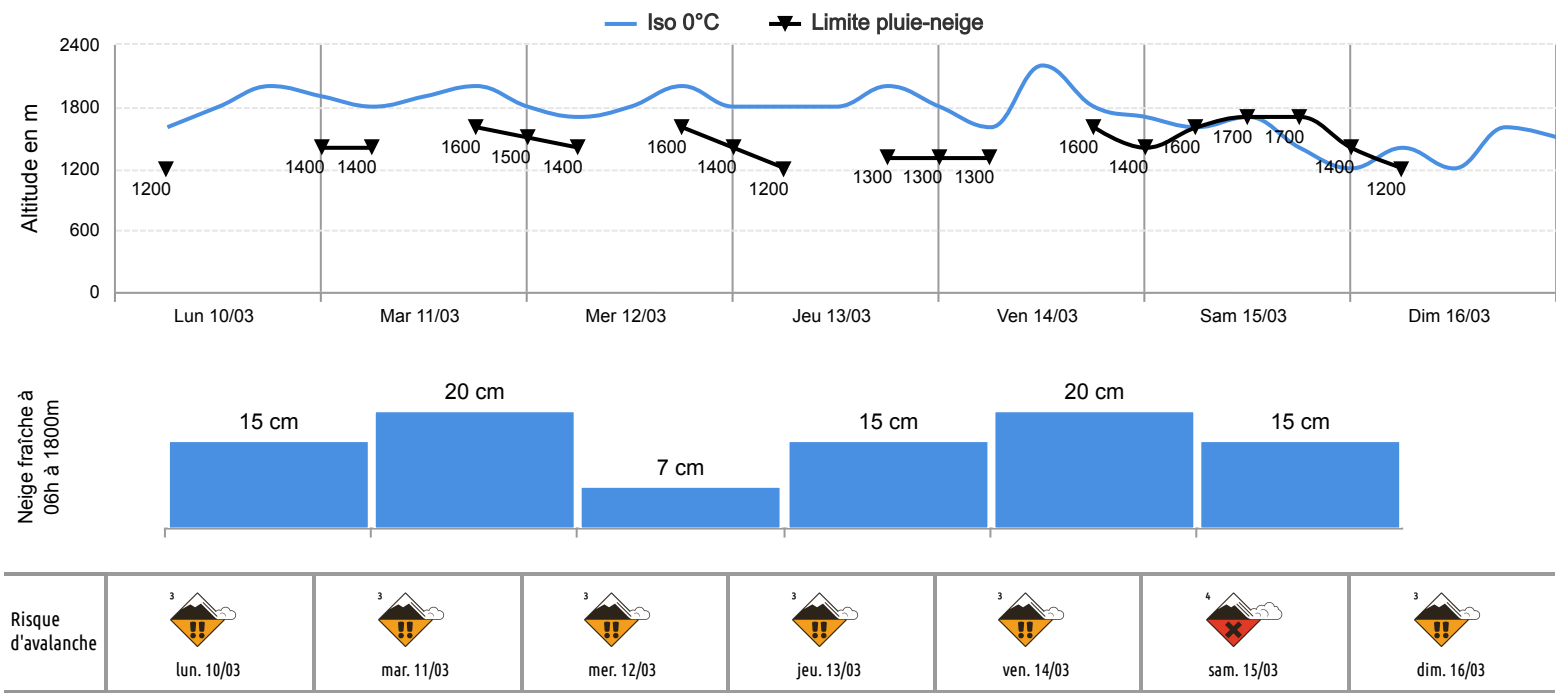 Iso 0°C
Limite pluie-neige
Altitude en m
2400
1800
1200
600
0
1200
1400
1400
1600
1500
1400
1600
1400
1200
1300
1300
1300
1600
1400
1600
1700
1700
1400
1200
Lun 10/03
Mar 11/03
Mer 12/03
Jeu 13/03
Ven 14/03
Sam 15/03
Dim 16/03
Neige fraîche à
06h à 1800m
15 cm
20 cm
7 cm
15 cm
20 cm
15 cm
Risque
d'avalanche
3
!!
lun. 10/03
3
!!
mar. 11/03
3
!!
mer. 12/03
3
!!
jeu. 13/03
3
!!
ven. 14/03
4
sam. 15/03
3
!!
dim. 16/03